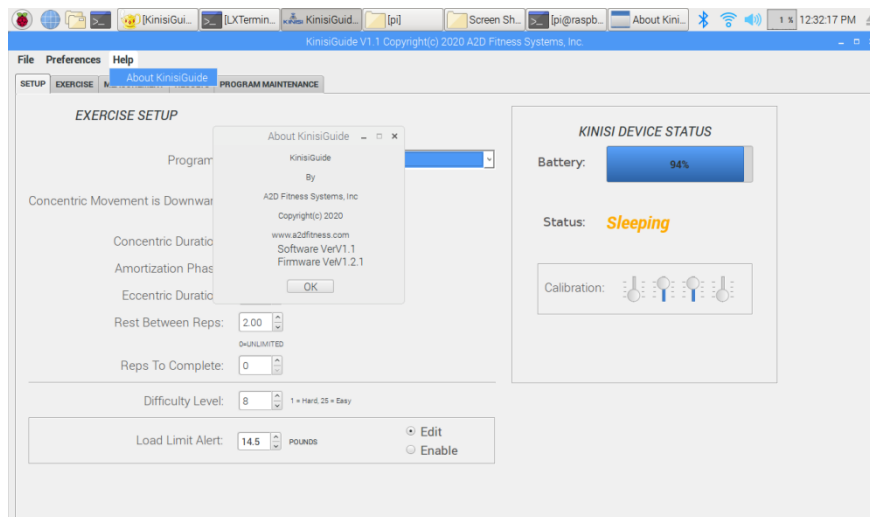 [KinisiGui... [LXTermin... KinisiGuid... [pi] Screen Sh... [pi@raspb... About Kini... 1 % 12:32:17 PM
KinisiGuide V1.1 Copyright(c) 2020 A2D Fitness Systems, Inc.
File Preferences Help
About KinisiGuide
SETUP EXERCISE PROGRAM MAINTENANCE
EXERCISE SETUP
About KinisiGuide
KinisiGuide
By
A2D Fitness Systems, Inc
Copyright(c) 2020
www.a2dfitness.com
Software VerV1.1
Firmware VerV1.2.1
OK
Program
Concentric Movement is Downwar
Concentric Duratio
Amortization Phas
Eccentric Duratio
Rest Between Reps: 2.00
0=UNLIMITED
Reps To Complete: 0
Difficulty Level: 8 1 = Hard, 25 = Easy
Load Limit Alert: 14.5 POUNDS
Edit
Enable
KINISI DEVICE STATUS
Battery: 94%
Status: Sleeping
Calibration: